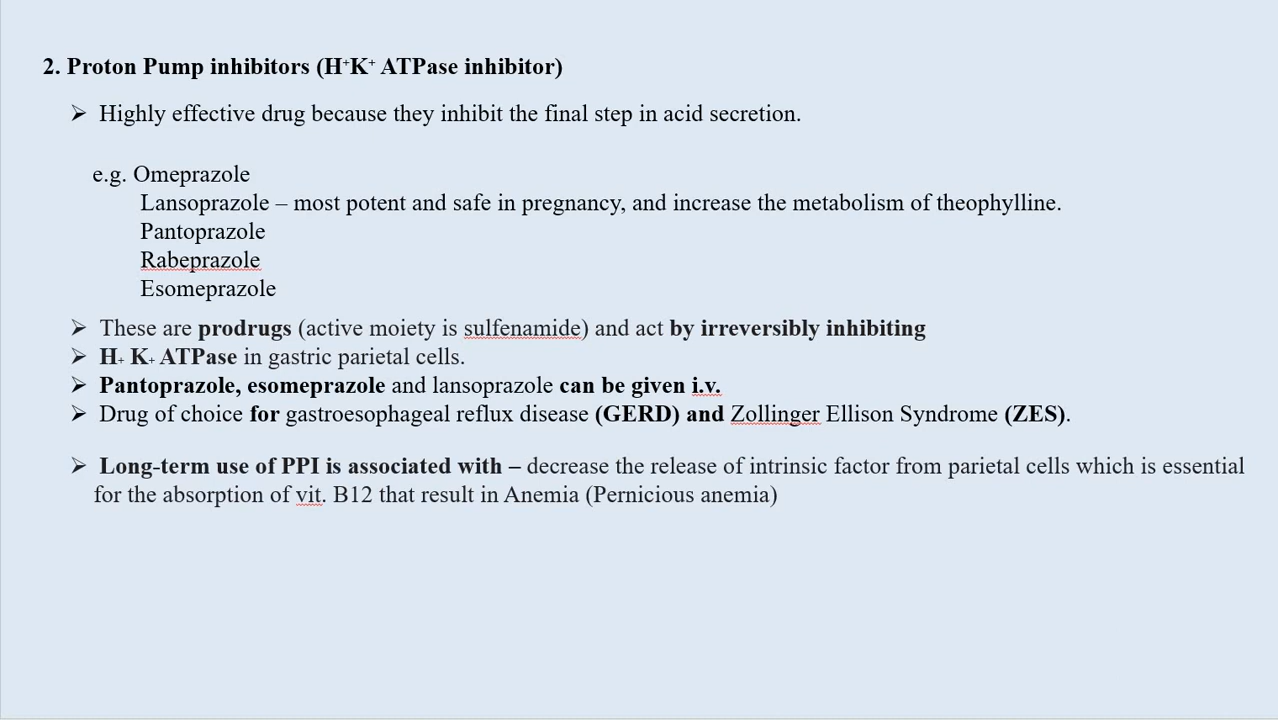 2. Proton Pump inhibitors (H⁺K⁺ ATPase inhibitor)
➢ Highly effective drug because they inhibit the final step in acid secretion.
e.g. Omeprazole
Lansoprazole – most potent and safe in pregnancy, and increase the metabolism of theophylline.
Pantoprazole
Rabeprazole
Esomeprazole
➢ These are prodrugs (active moiety is sulfenamide) and act by irreversibly inhibiting
➢ H₊ K₊ ATPase in gastric parietal cells.
➢ Pantoprazole, esomeprazole and lansoprazole can be given i.v.
➢ Drug of choice for gastroesophageal reflux disease (GERD) and Zollinger Ellison Syndrome (ZES).
➢ Long-term use of PPI is associated with – decrease the release of intrinsic factor from parietal cells which is essential
for the absorption of vit. B12 that result in Anemia (Pernicious anemia)